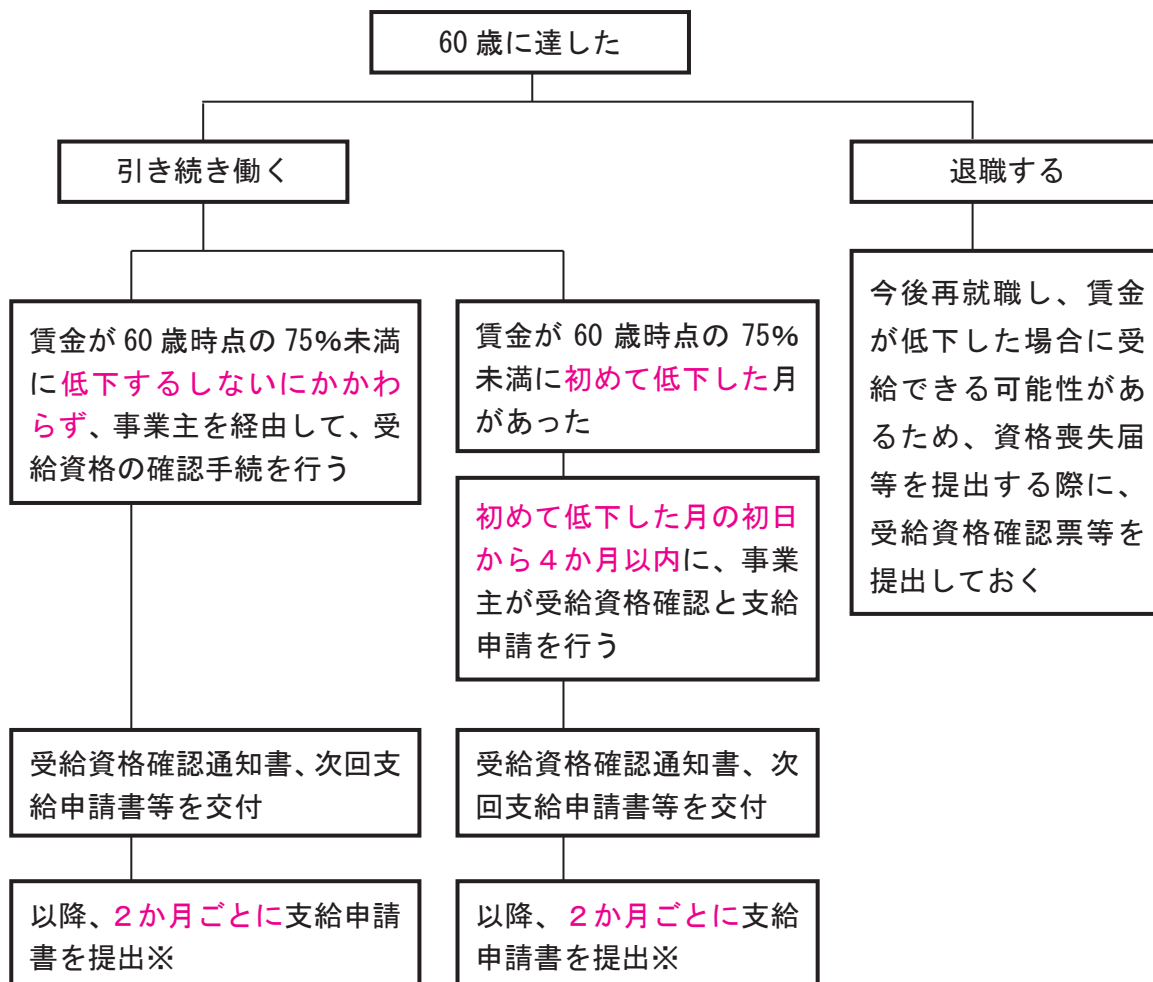 60 歳に達した
引き続き働く
退職する
賃金が 60 歳時点の 75%未満
に低下するしないにかかわ
らず、事業主を経由して、受
給資格の確認手続を行う
賃金が 60 歳時点の 75%
未満に初めて低下した月
があった
初めて低下した月の初日
から４か月以内に、事業
主が受給資格確認と支給
申請を行う
今後再就職し、賃金
が低下した場合に受
給できる可能性があ
るため、資格喪失届
等を提出する際に、
受給資格確認票等を
提出しておく
受給資格確認通知書、次回支
給申請書等を交付
受給資格確認通知書、次
回支給申請書等を交付
以降、２か月ごとに支給申請
書を提出※
以降、２か月ごとに支給
申請書を提出※